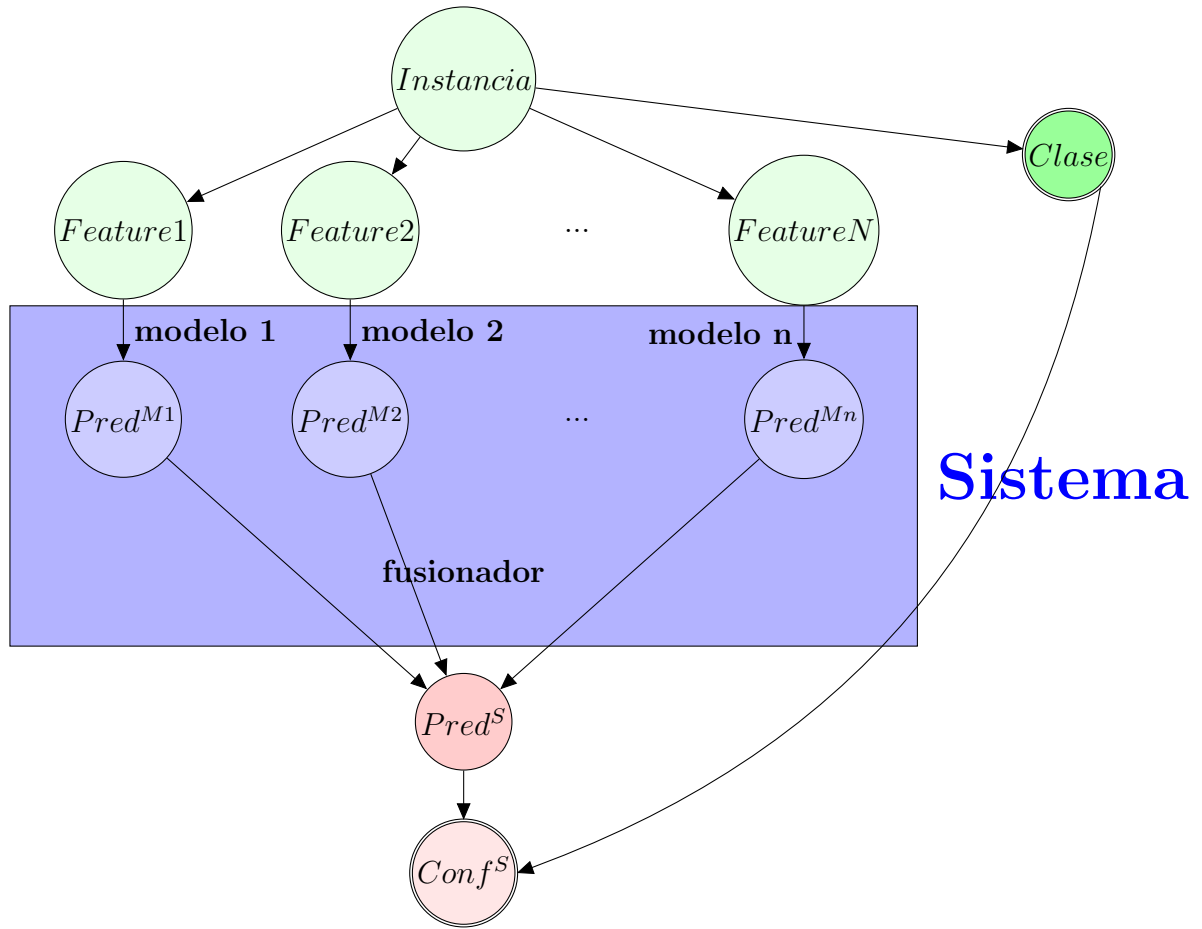 Instancia
Clase
Feature1 Feature2 ... FeatureN
modelo 1 modelo 2 modelo n
Pred^{M1} Pred^{M2} ... Pred^{Mn}
Sistema
fusionador
Pred^S
Conf^S